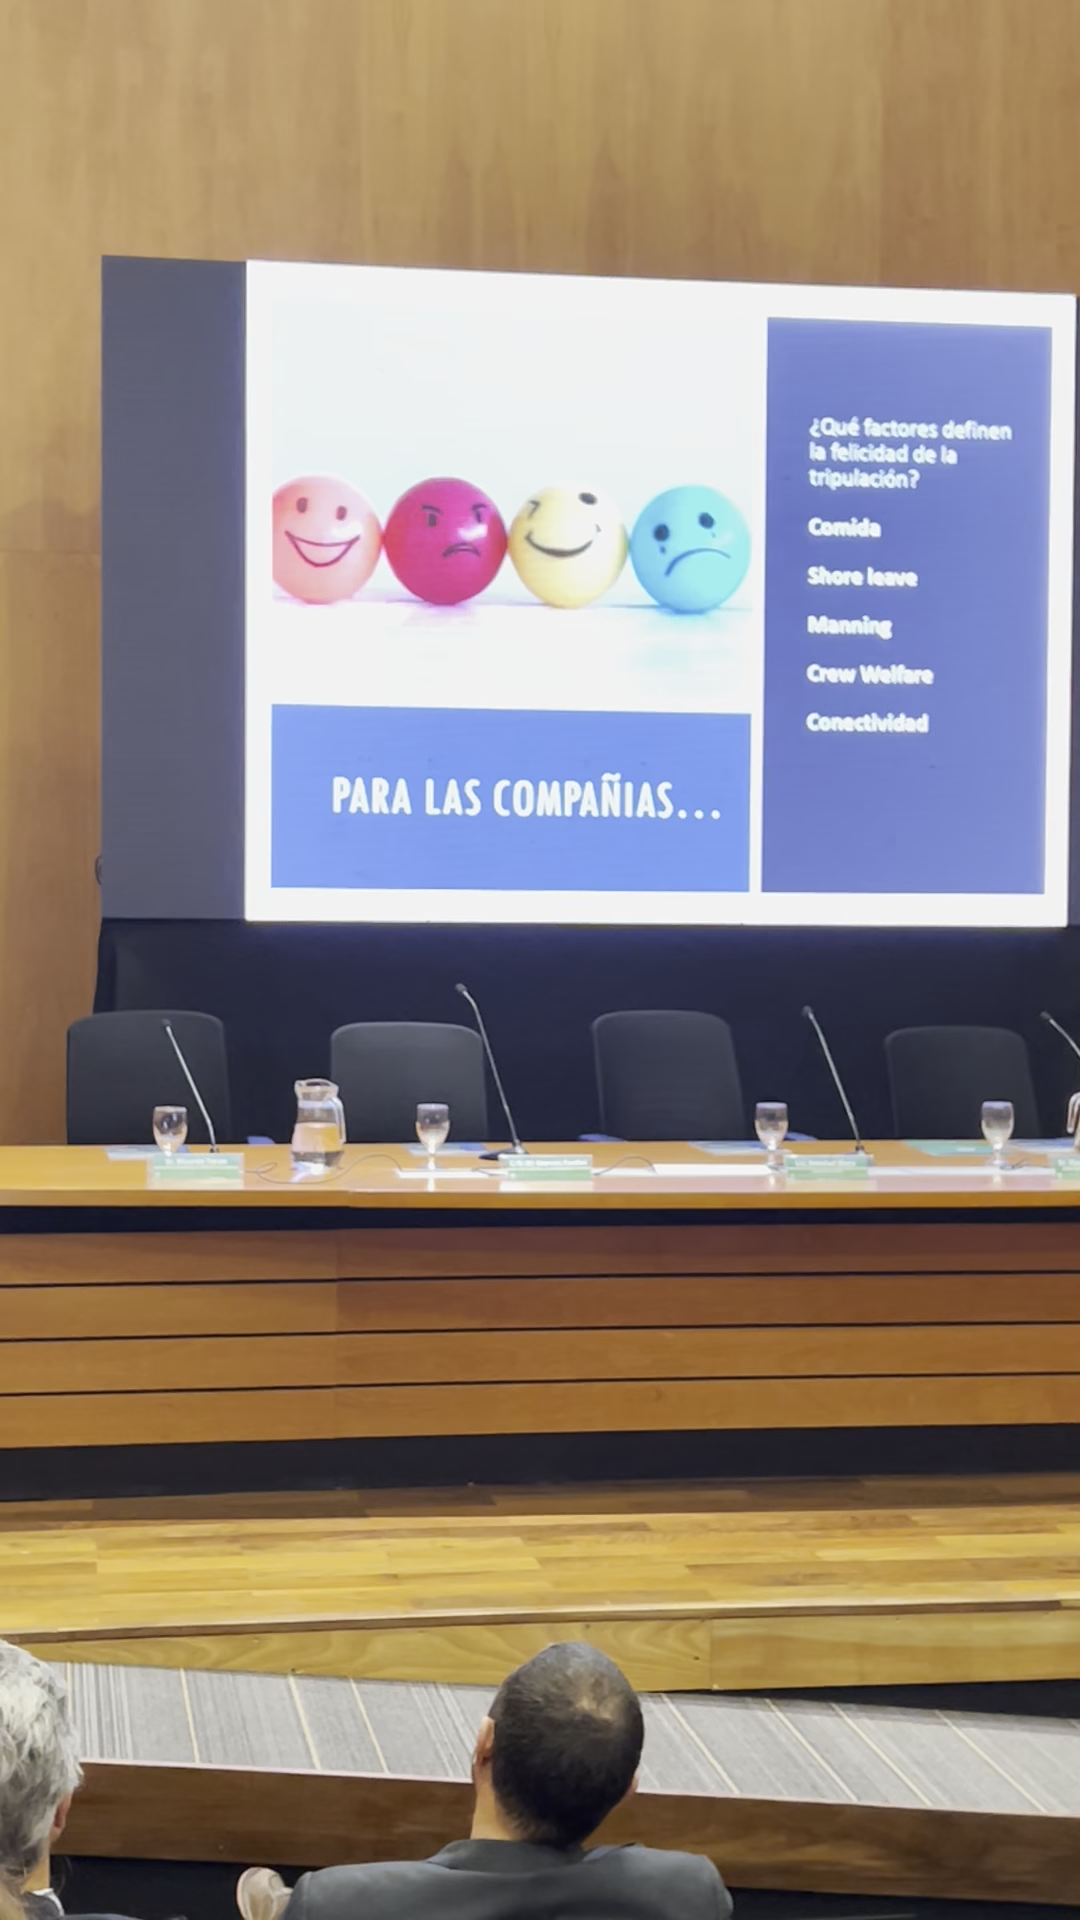 ¿Qué factores definen
la felicidad de la
tripulación?
Comida
Shore leave
Manning
Crew Welfare
Conectividad
PARA LAS COMPAÑIAS...